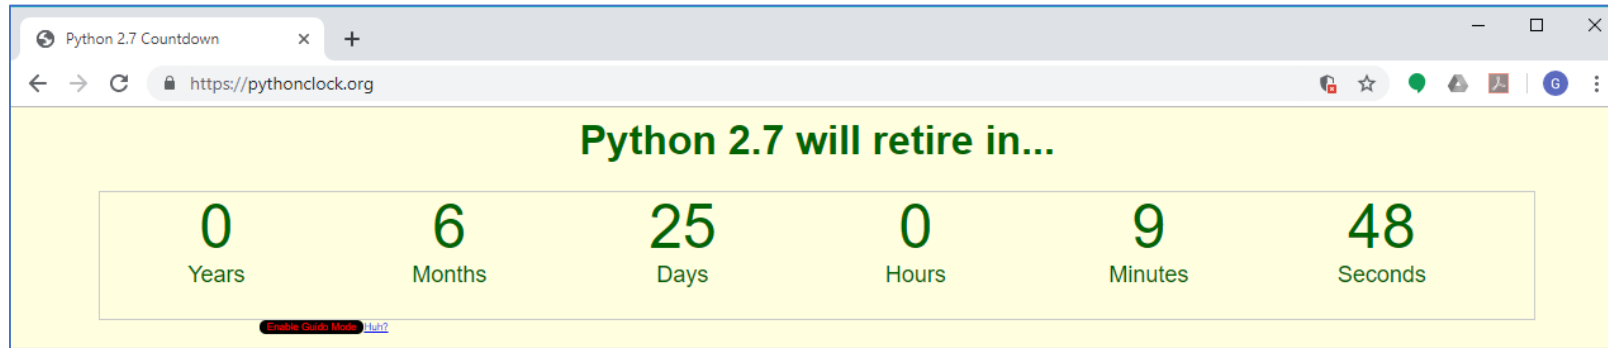 Python 2.7 Countdown
https://pythonclock.org
G
Python 2.7 will retire in...
0 6 25 0 9 48
Years Months Days Hours Minutes Seconds
Enable Guido Mode Huh?